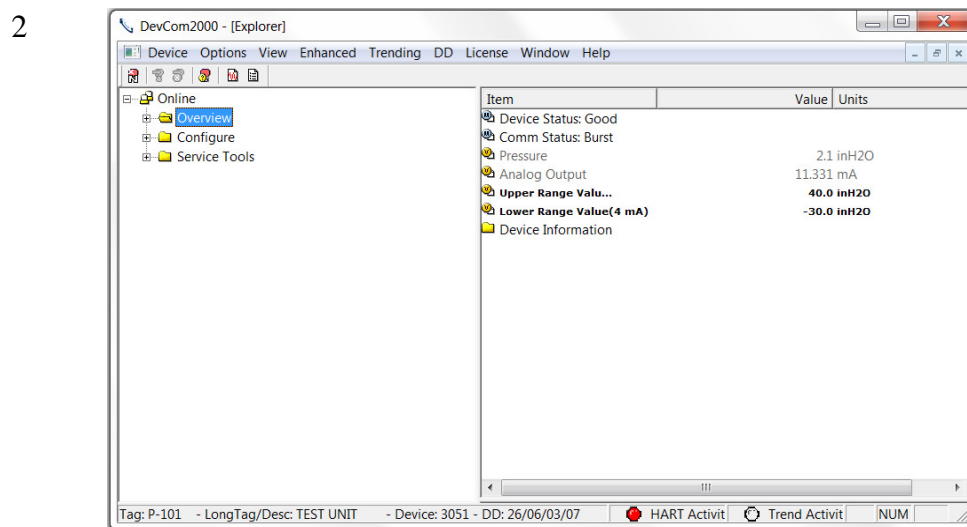 2
DevCom2000 - [Explorer]
Device Options View Enhanced Trending DD License Window Help
Online
Overview
Configure
Service Tools
Item Value Units
Device Status: Good
Comm Status: Burst
Pressure 2.1 inH2O
Analog Output 11.331 mA
Upper Range Valu... 40.0 inH2O
Lower Range Value(4 mA) -30.0 inH2O
Device Information
Tag: P-101 - LongTag/Desc: TEST UNIT - Device: 3051 - DD: 26/06/03/07 HART Activit Trend Activit NUM